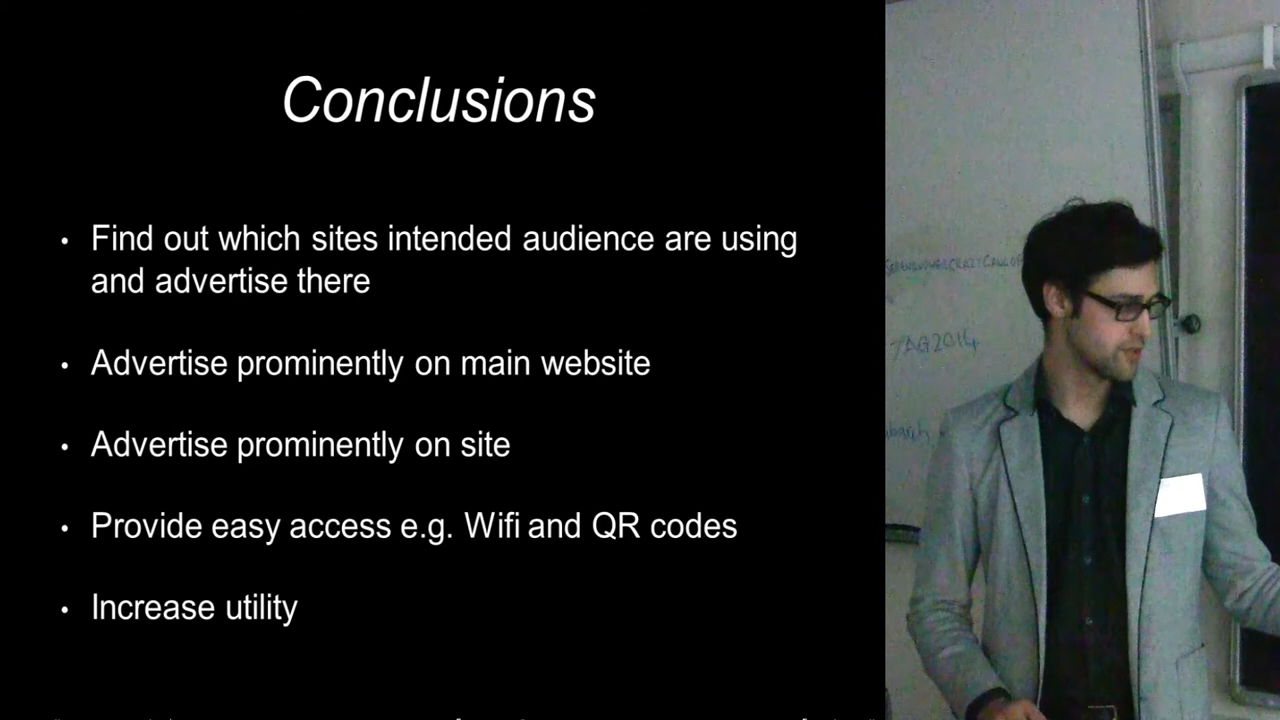 Conclusions
• Find out which sites intended audience are using
and advertise there
• Advertise prominently on main website
• Advertise prominently on site
• Provide easy access e.g. Wifi and QR codes
• Increase utility
TAG2014